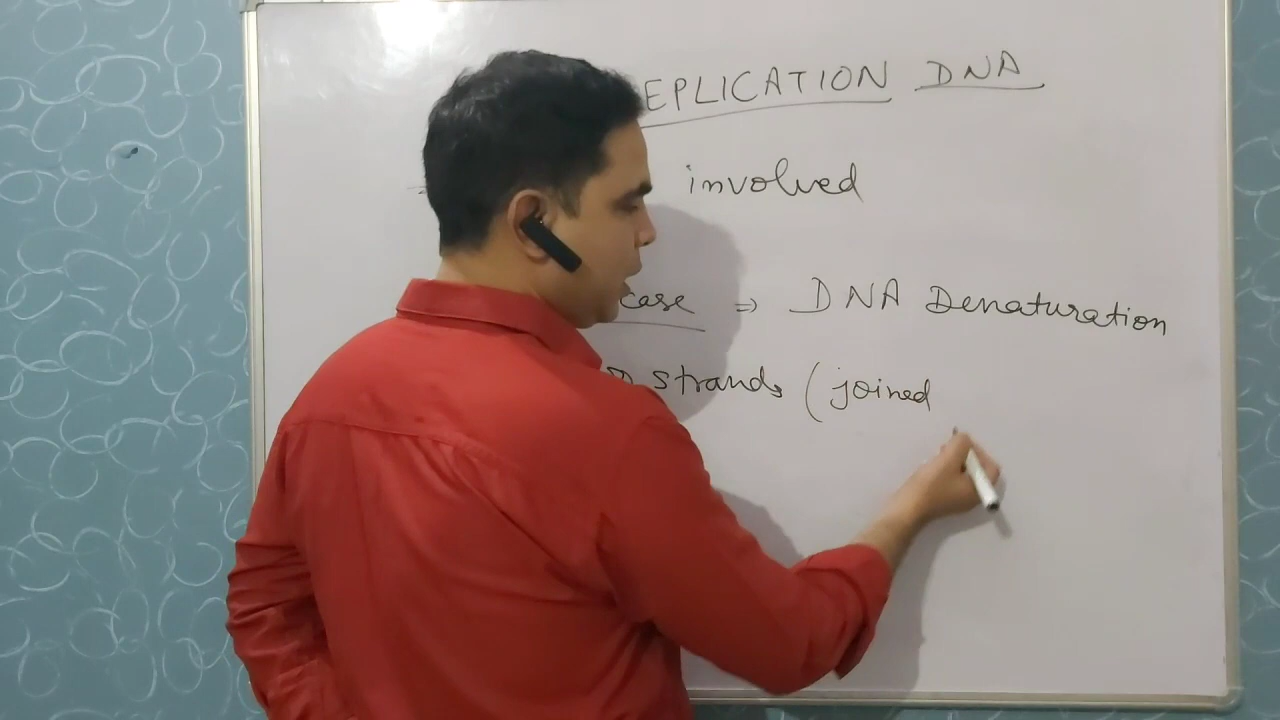 EPLICATION DNA
involved
case ⇒ DNA Denaturation
strands (joined